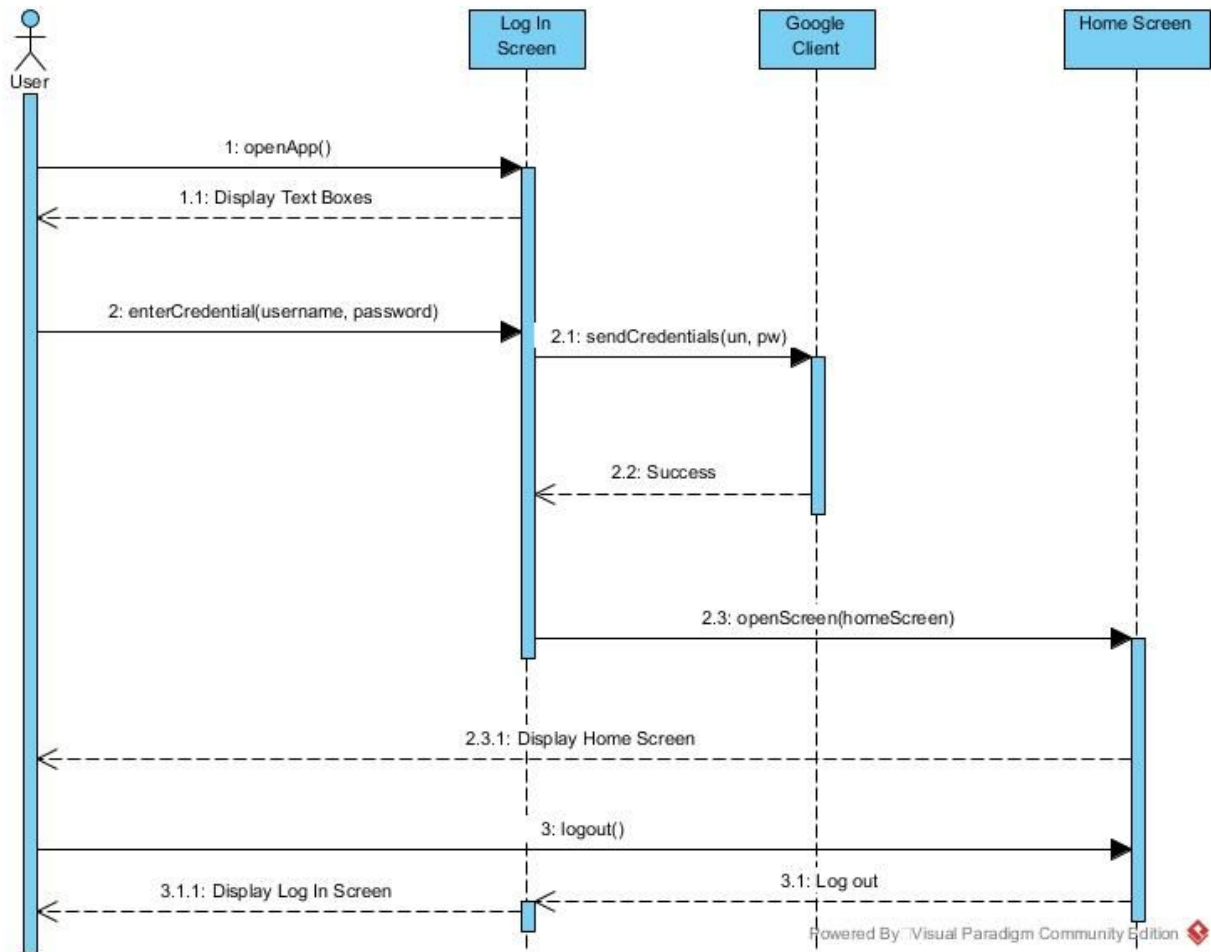 Log In
Screen
Google
Client
Home Screen
User
1: openApp()
1.1: Display Text Boxes
2: enterCredential(username, password)
2.1: sendCredentials(un, pw)
2.2: Success
2.3: openScreen(homeScreen)
2.3.1: Display Home Screen
3: logout()
3.1: Log out
3.1.1: Display Log In Screen
Powered By Visual Paradigm Community Edition